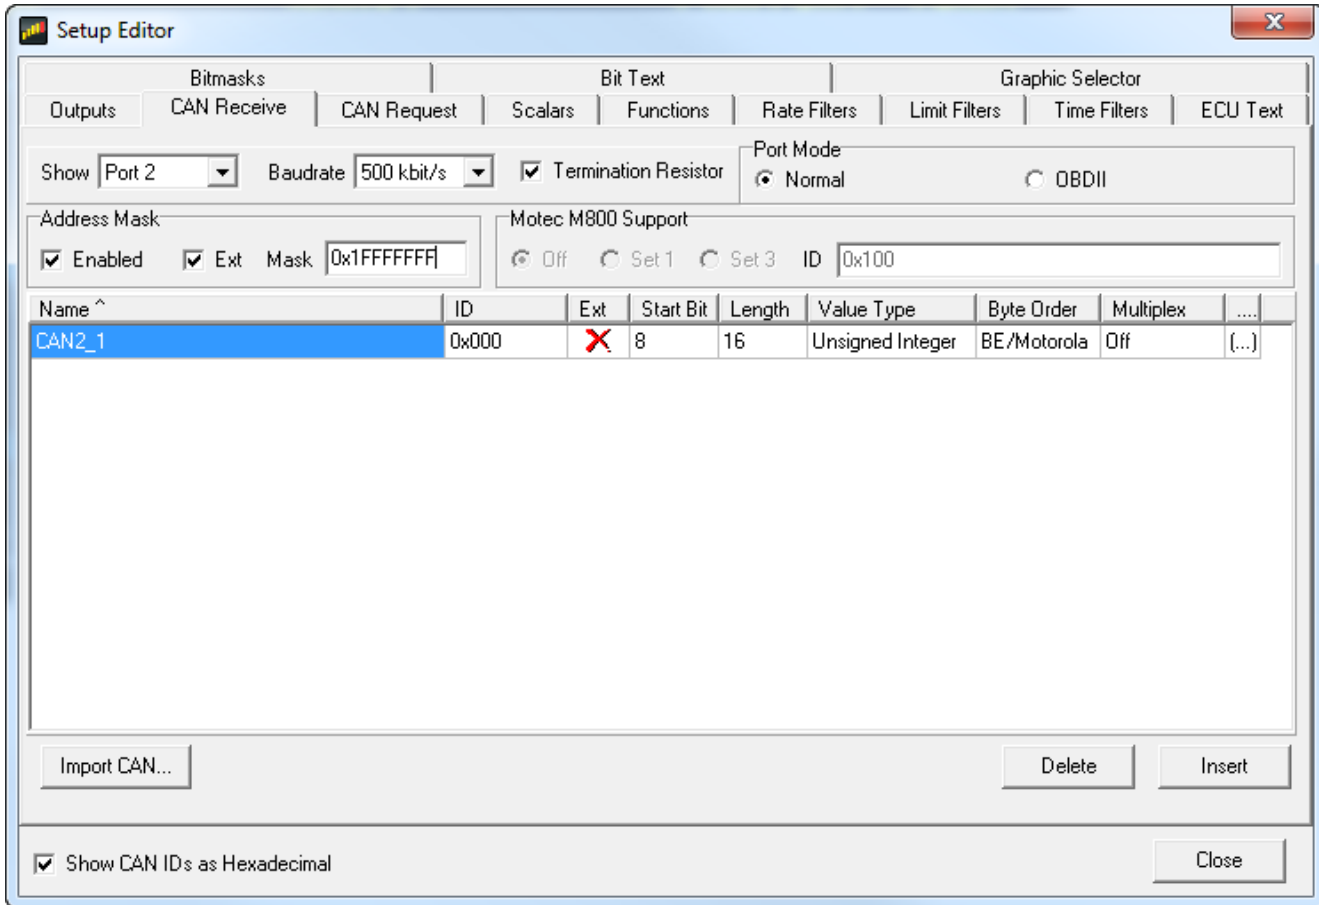 Setup Editor
Bitmasks Bit Text Graphic Selector
Outputs CAN Receive CAN Request Scalars Functions Rate Filters Limit Filters Time Filters ECU Text
Show Port 2 Baudrate 500 kbit/s Termination Resistor
Port Mode
Normal OBDII
Address Mask
Enabled Ext Mask 0x1FFFFFFF
Motec M800 Support
Off Set 1 Set 3 ID 0x100
Name ^ ID Ext Start Bit Length Value Type Byte Order Multiplex ....
CAN2_1 0x000 8 16 Unsigned Integer BE/Motorola Off (...)
Import CAN... Delete Insert
Show CAN IDs as Hexadecimal Close